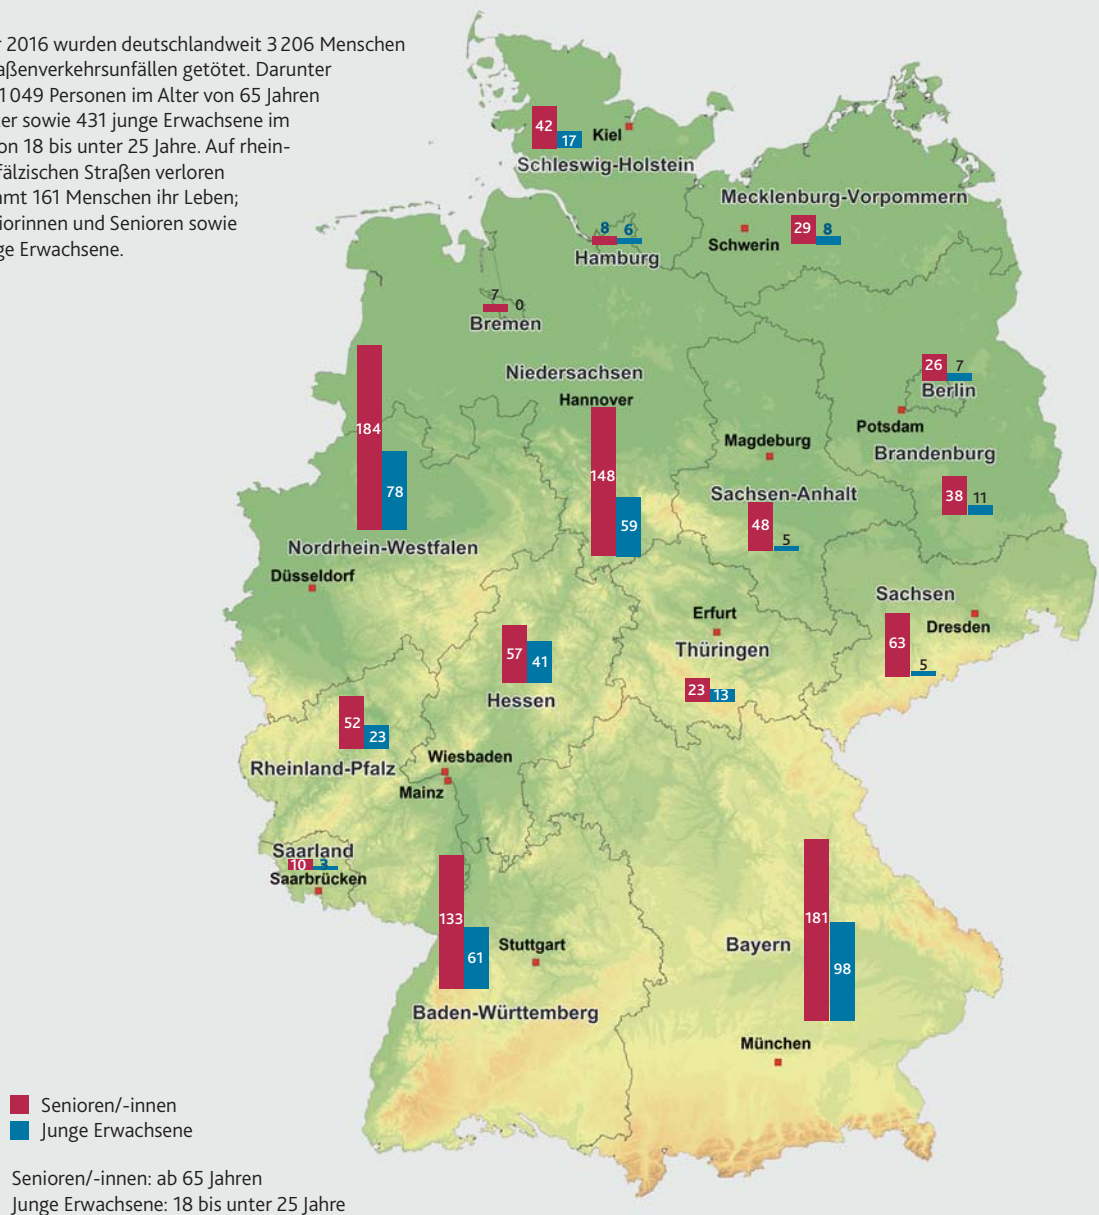 2016 wurden deutschlandweit 3 206 Menschen
aßenverkehrsunfällen getötet. Darunter
1 049 Personen im Alter von 65 Jahren
er sowie 431 junge Erwachsene im
on 18 bis unter 25 Jahre. Auf rhein-
fälzischen Straßen verloren
amt 161 Menschen ihr Leben;
iorinnen und Senioren sowie
ge Erwachsene.
42
17
Kiel
Schleswig-Holstein
Mecklenburg-Vorpommern
29
8
Schwerin
8
6
Hamburg
7
0
Bremen
26
7
Berlin
Niedersachsen
Hannover
148
59
184
78
Nordrhein-Westfalen
Düsseldorf
Potsdam
Brandenburg
38
11
Magdeburg
Sachsen-Anhalt
48
5
Sachsen
Dresden
63
5
Erfurt
Thüringen
23
13
57
41
Hessen
52
23
Rheinland-Pfalz
Wiesbaden
Mainz
Saarland
10
3
Saarbrücken
133
61
Stuttgart
Baden-Württemberg
181
98
Bayern
München
Senioren/-innen
Junge Erwachsene
Senioren/-innen: ab 65 Jahren
Junge Erwachsene: 18 bis unter 25 Jahre